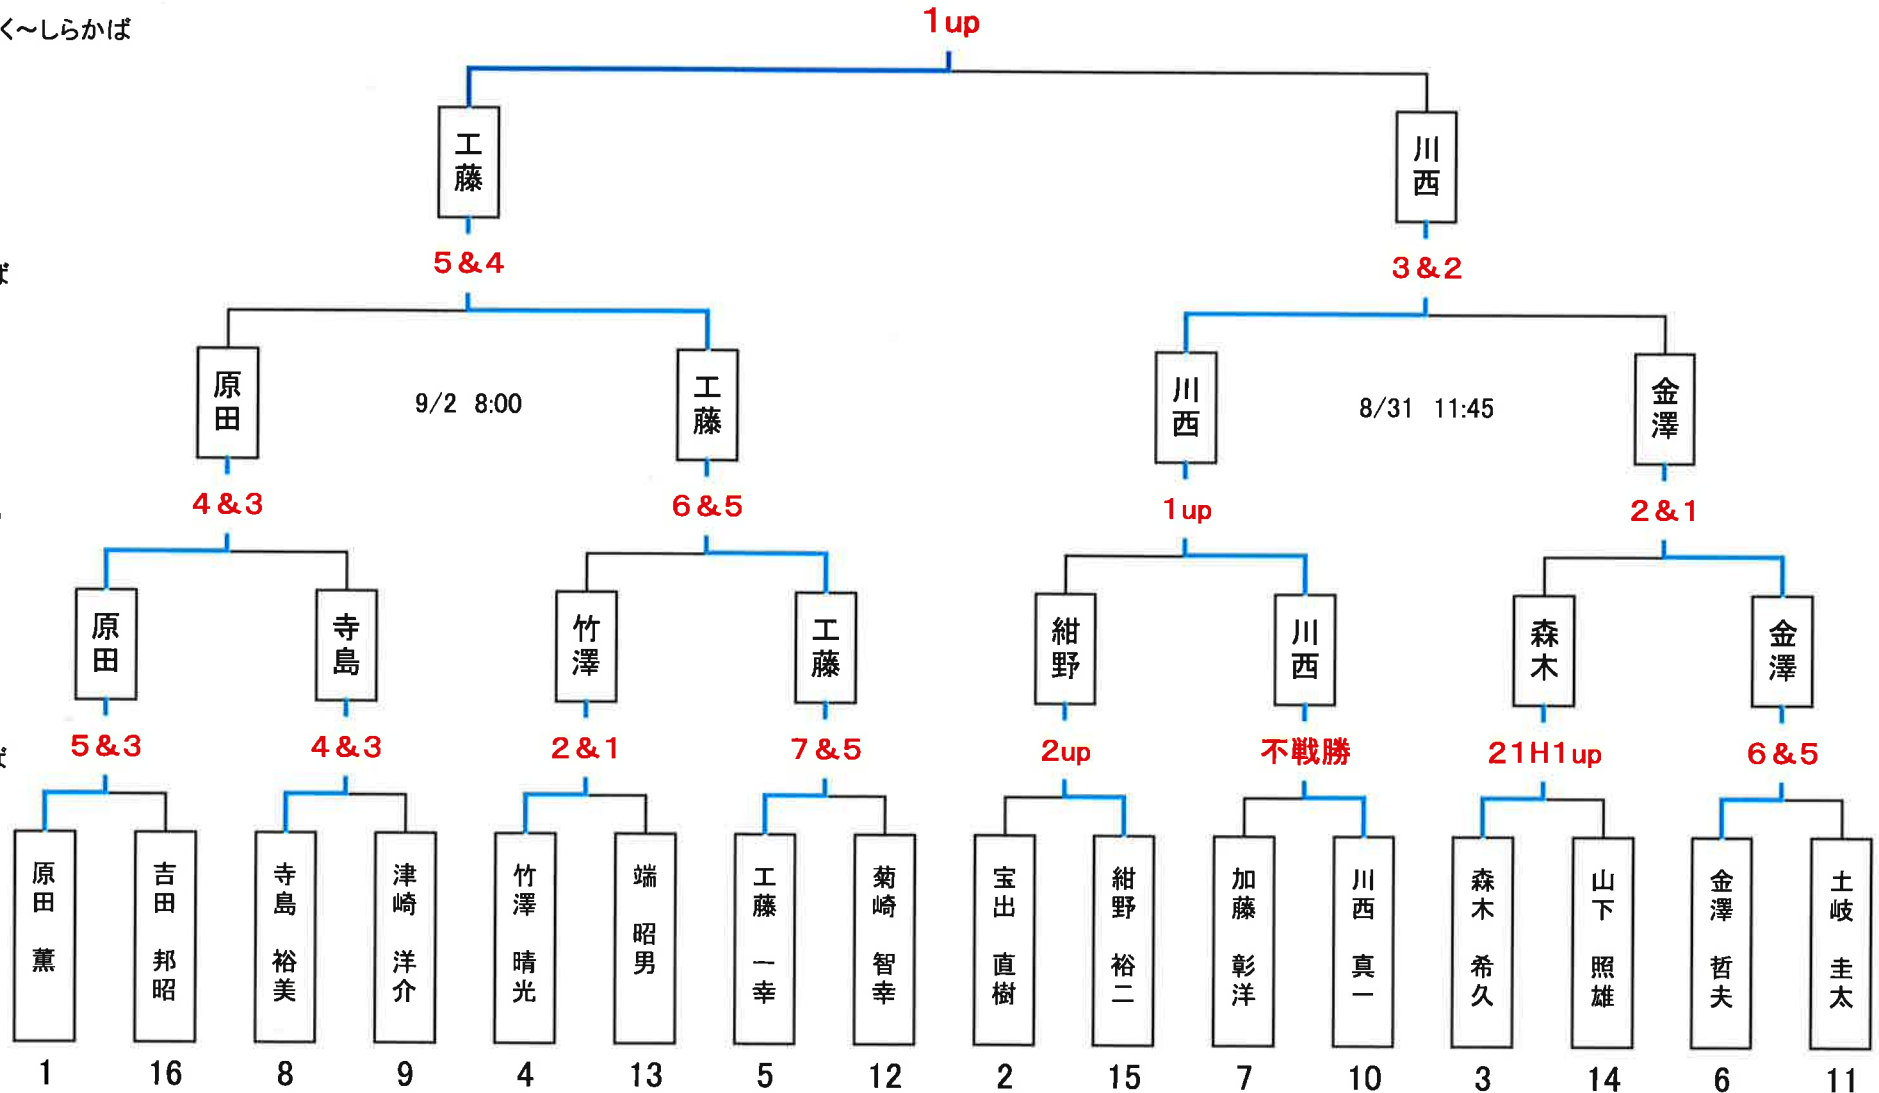 く～しらかば
1up
工藤
川西
5&4
3&2
ば
原田
9/2 8:00
工藤
川西
8/31 11:45
金澤
4&3
6&5
1up
2&1
原田
寺島
竹澤
工藤
紺野
川西
森木
金澤
5&3
4&3
2&1
7&5
2up
不戦勝
21H1up
6&5
ば
原田 薫
吉田 邦昭
寺島 裕美
津崎 洋介
竹澤 晴光
端 昭男
工藤 一幸
菊崎 智幸
宝出 直樹
紺野 裕二
加藤 彰洋
川西 真一
森木 希久
山下 照雄
金澤 哲夫
土岐 圭太
1
16
8
9
4
13
5
12
2
15
7
10
3
14
6
11